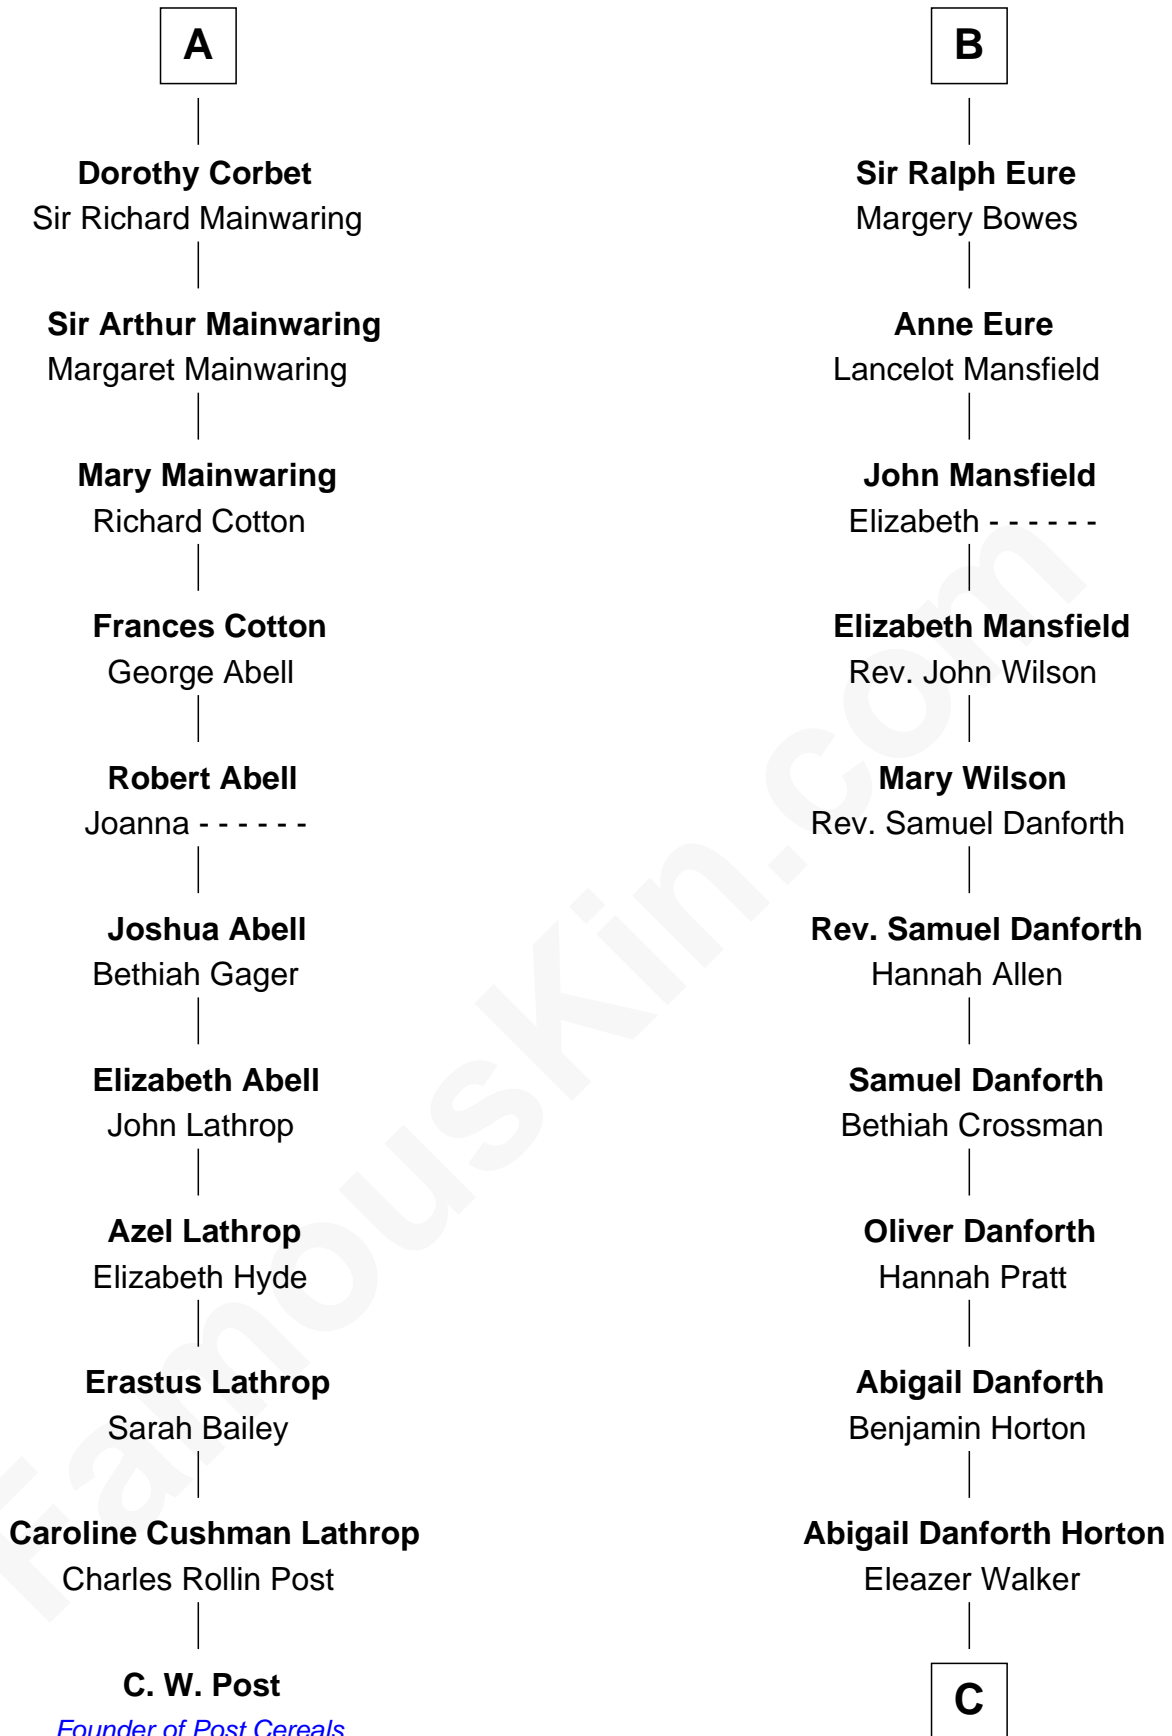 A
Dorothy Corbet
Sir Richard Mainwaring
Sir Arthur Mainwaring
Margaret Mainwaring
Mary Mainwaring
Richard Cotton
Frances Cotton
George Abell
Robert Abell
Joanna - - - - - -
Joshua Abell
Bethiah Gager
Elizabeth Abell
John Lathrop
Azel Lathrop
Elizabeth Hyde
Erastus Lathrop
Sarah Bailey
Caroline Cushman Lathrop
Charles Rollin Post
C. W. Post
Founder of Post Cereals
B
Sir Ralph Eure
Margery Bowes
Anne Eure
Lancelot Mansfield
John Mansfield
Elizabeth - - - - - -
Elizabeth Mansfield
Rev. John Wilson
Mary Wilson
Rev. Samuel Danforth
Rev. Samuel Danforth
Hannah Allen
Samuel Danforth
Bethiah Crossman
Oliver Danforth
Hannah Pratt
Abigail Danforth
Benjamin Horton
Abigail Danforth Horton
Eleazer Walker
C
FamousKin.com